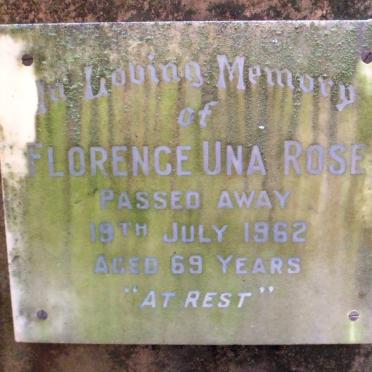 In Loving Memory
of
FLORENCE UNA ROSE
PASSED AWAY
19TH JULY 1962
AGED 69 YEARS
"AT REST"